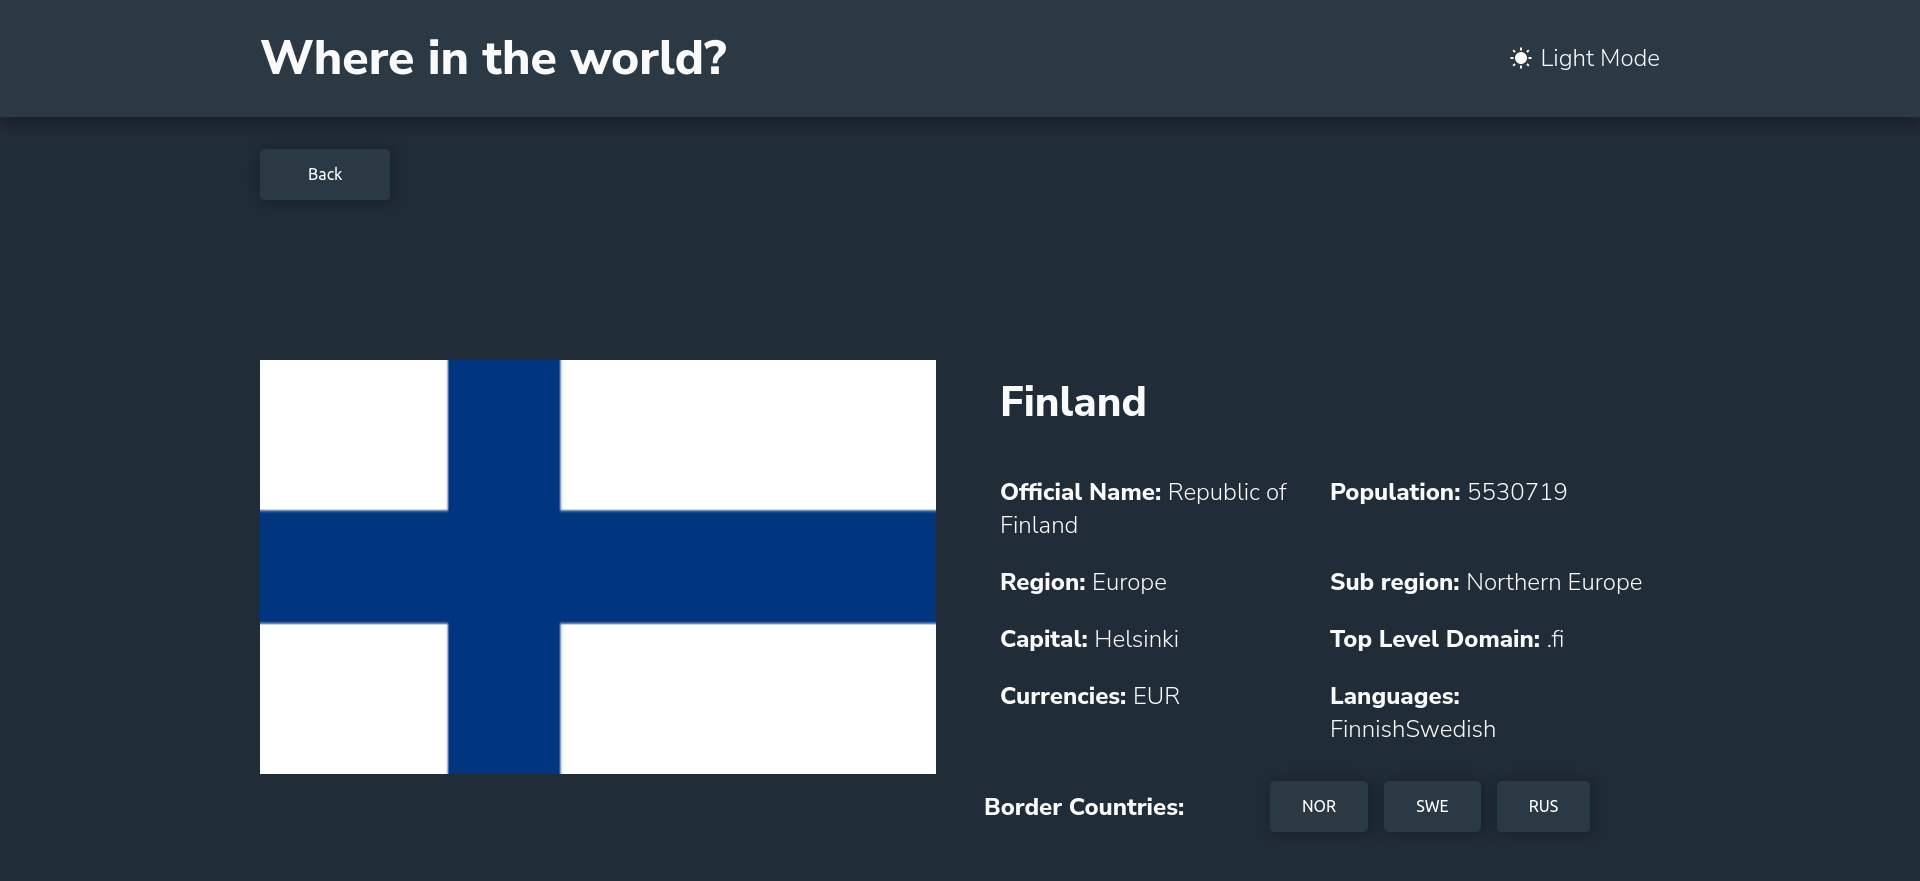 Where in the world?
Light Mode
Back
Finland
Official Name: Republic of
Finland
Population: 5530719
Region: Europe
Sub region: Northern Europe
Capital: Helsinki
Top Level Domain: .fi
Currencies: EUR
Languages:
FinnishSwedish
Border Countries:
NOR
SWE
RUS